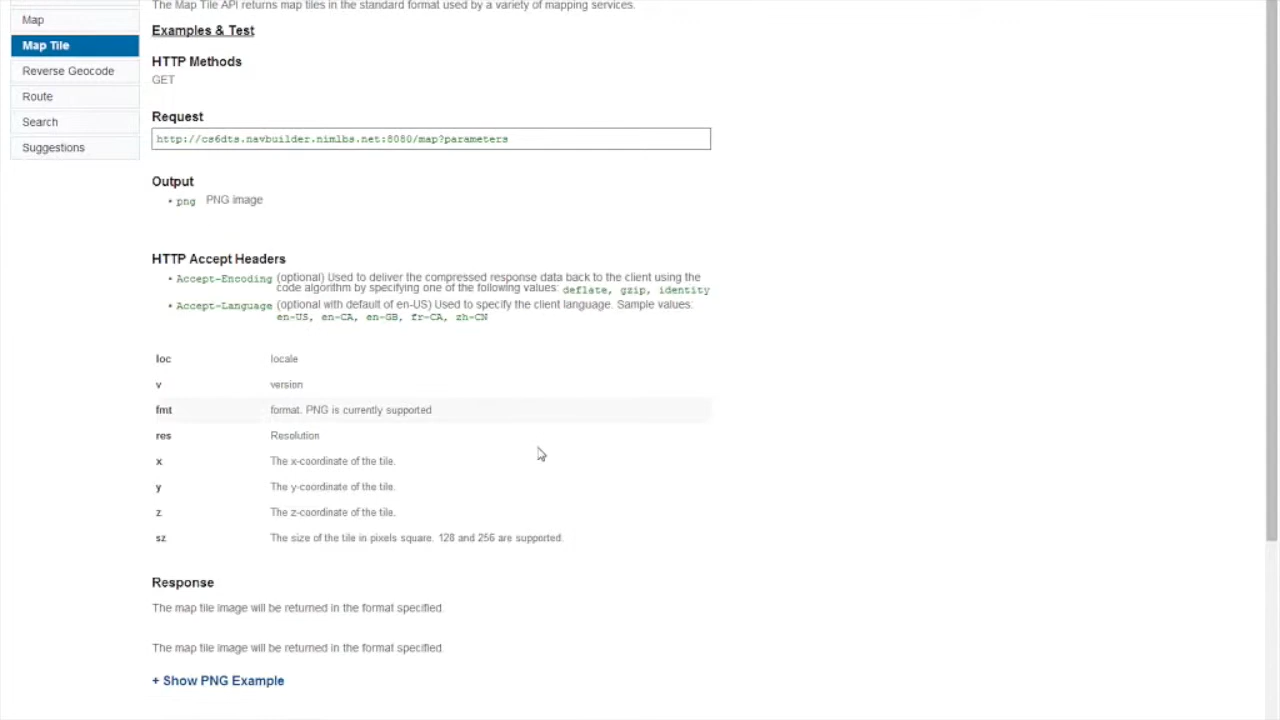 The Map Tile API returns map tiles in the standard format used by a variety of mapping services.
Map
Map Tile
Reverse Geocode
Route
Search
Suggestions
Examples & Test
HTTP Methods
GET
Request
http://cs6dts.navbuilder.nimlbs.net:8080/map?parameters
Output
• png PNG image
HTTP Accept Headers
• Accept-Encoding (optional) Used to deliver the compressed response data back to the client using the
code algorithm by specifying one of the following values: deflate, gzip, identity
• Accept-Language (optional with default of en-US) Used to specify the client language. Sample values:
en-US, en-CA, en-GB, fr-CA, zh-CN
loc locale
v version
fmt format. PNG is currently supported
res Resolution
x The x-coordinate of the tile.
y The y-coordinate of the tile.
z The z-coordinate of the tile.
sz The size of the tile in pixels square. 128 and 256 are supported.
Response
The map tile image will be returned in the format specified.
The map tile image will be returned in the format specified.
+ Show PNG Example